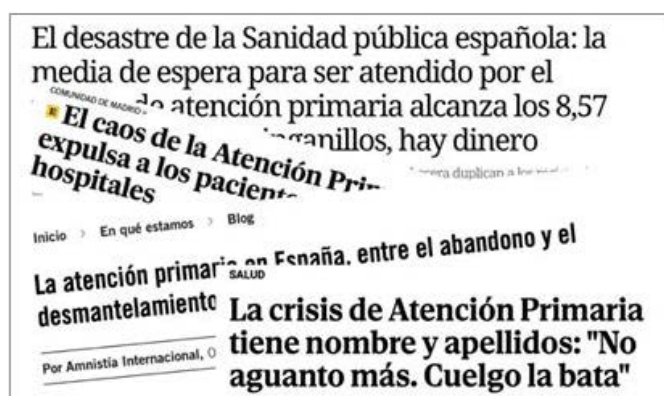 El desastre de la Sanidad pública española: la
media de espera para ser atendido por el
atención primaria alcanza los 8,57
hay dinero
duplican a los
COMUNIDAD DE MADRID
El caos de la Atención
expulsa a los
hospitales
Inicio > En qué estamos > Blog
La atención primaria en España, entre el abandono y el
desmantelamiento
Por Amnistía Internacional,
SALUD
La crisis de Atención Primaria
tiene nombre y apellidos: "No
aguanto más. Cuelgo la bata"